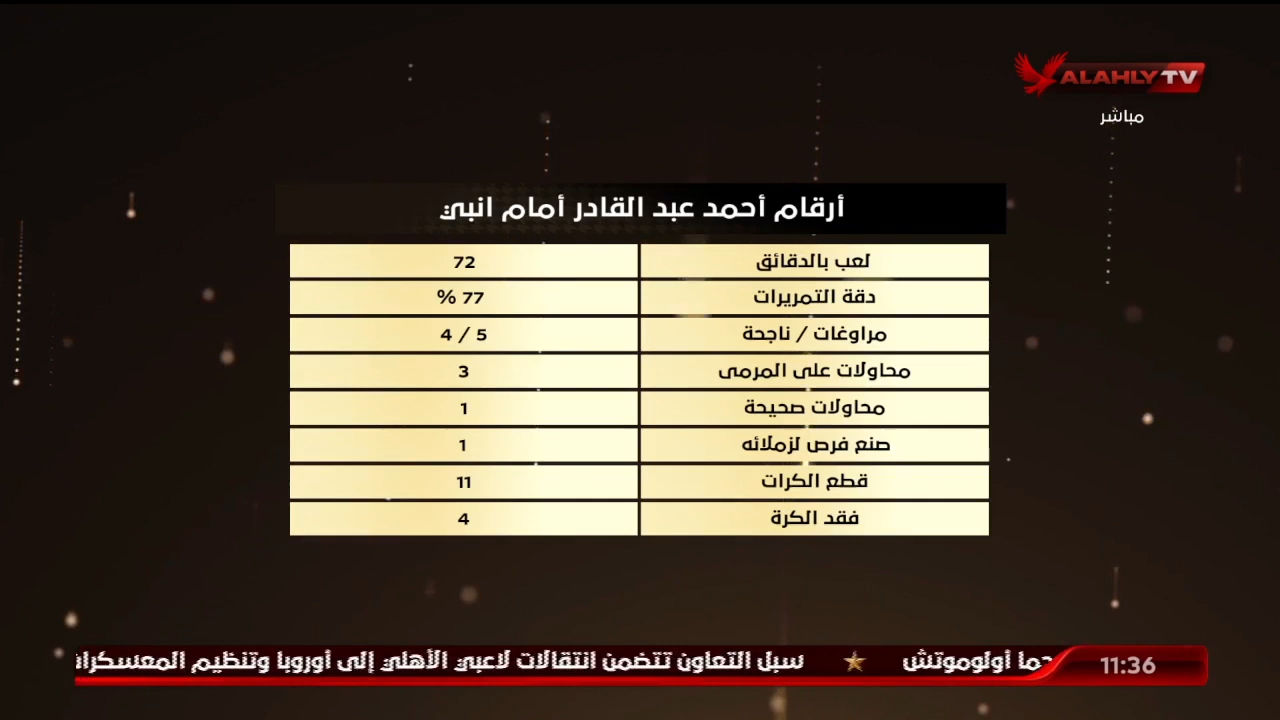 ALAHLY TV
مباشر
أرقام أحمد عبد القادر أمام انبي
لعب بالدقائق 72
دقة التمريرات 77 %
مراوغات / ناجحة 5 / 4
محاولات على المرمى 3
محاولات صحيحة 1
صنع فرص لزملائه 1
قطع الكرات 11
فقد الكرة 4
11:36 أولوموتش سبل التعاون تتضمن انتقالات لاعبي الأهلي إلى أوروبا وتنظيم